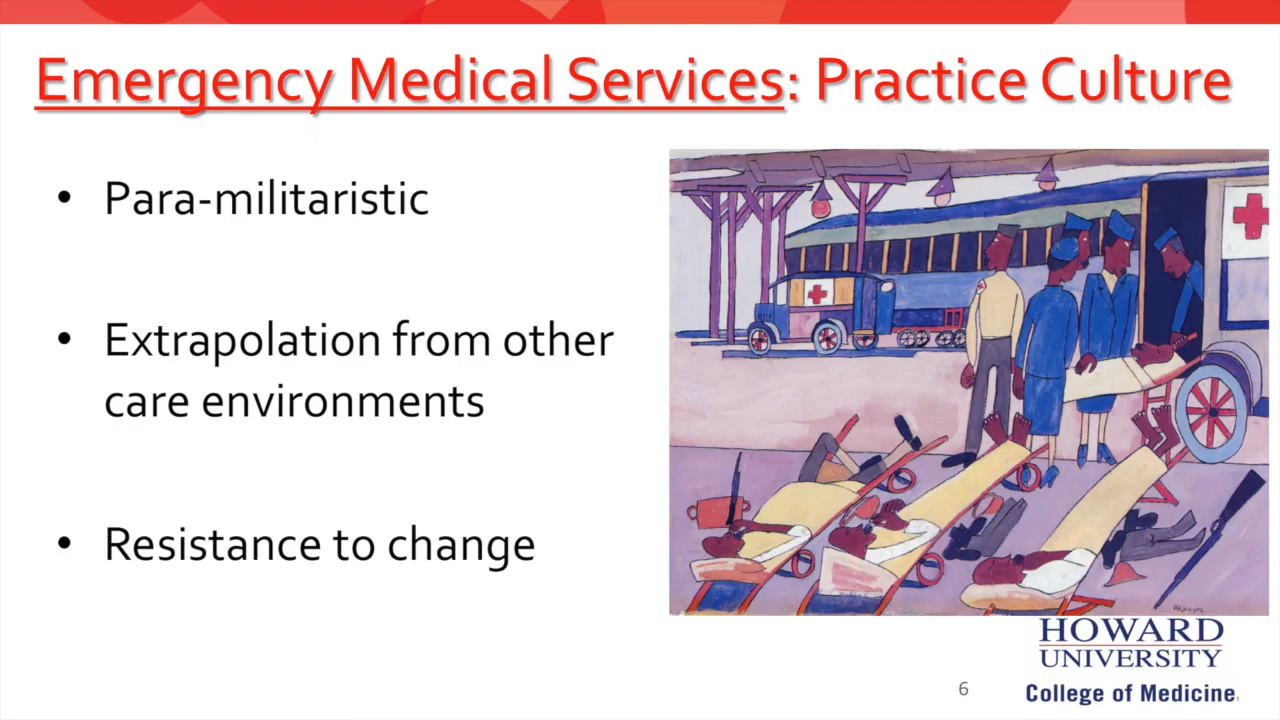 Emergency Medical Services: Practice Culture
• Para-militaristic
• Extrapolation from other
care environments
• Resistance to change
HOWARD
UNIVERSITY
College of Medicine
6